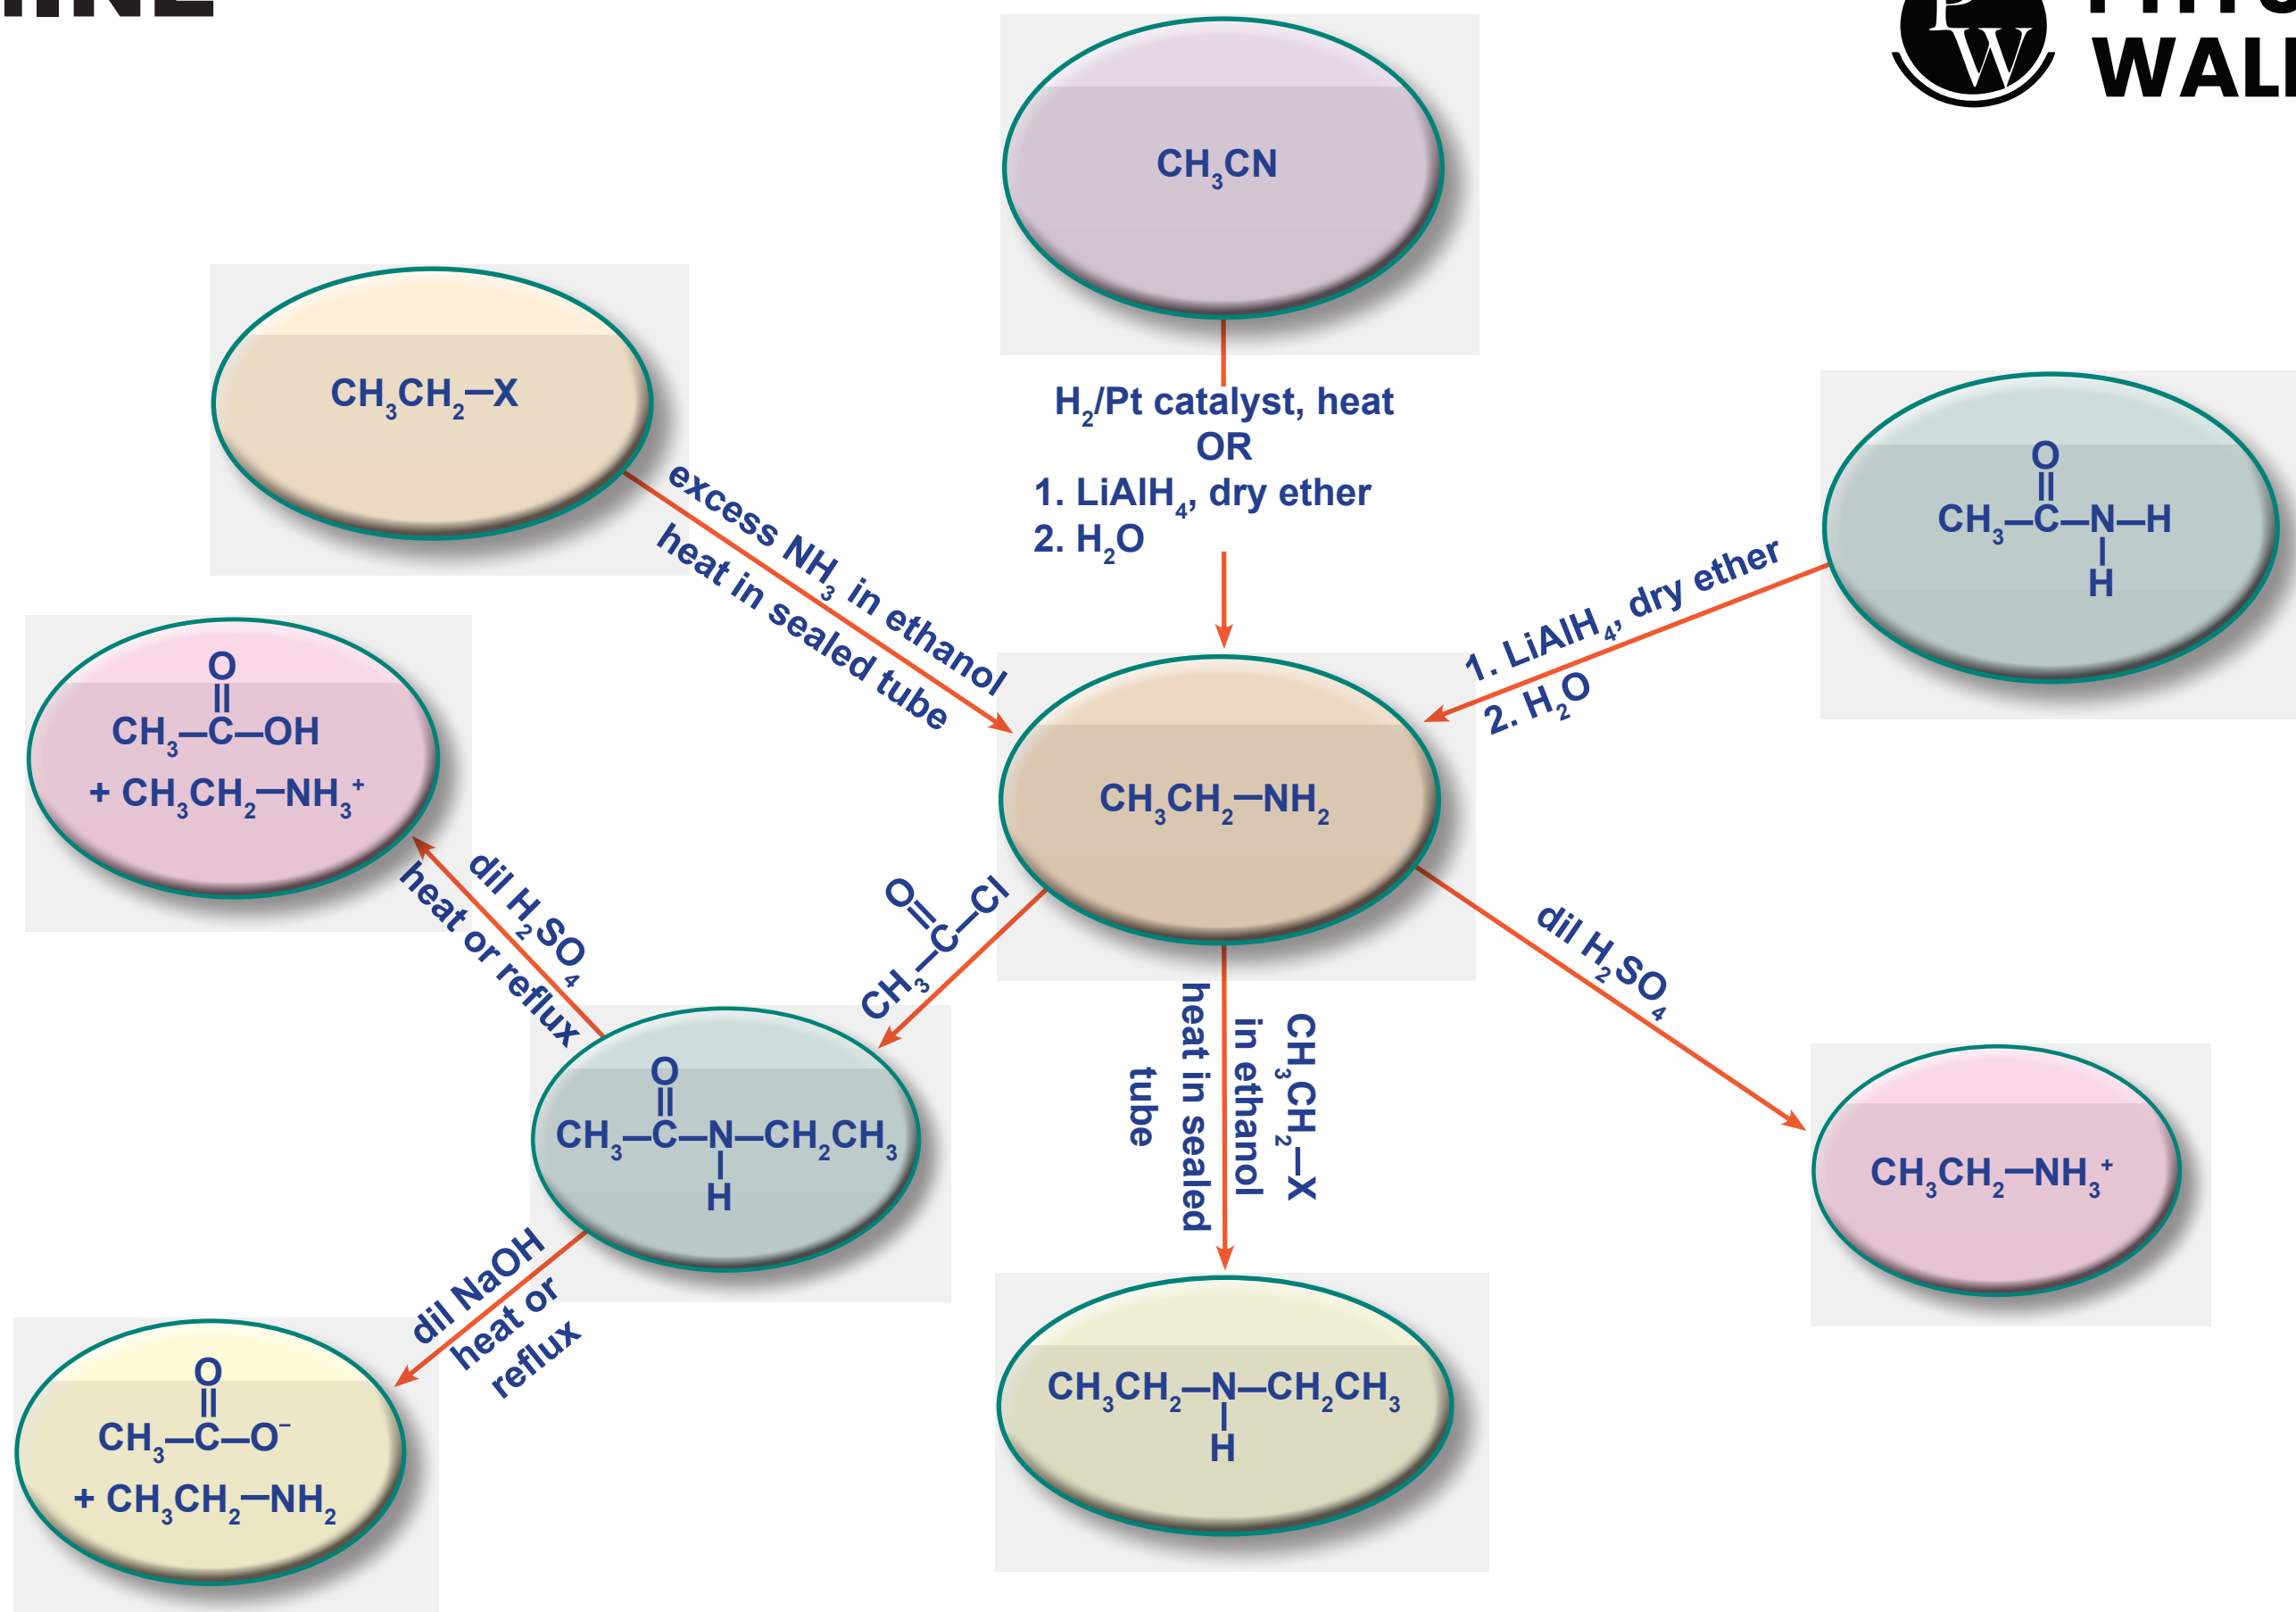 CH₃CN
CH₃CH₂—X
H₂/Pt catalyst, heat
OR
1. LiAlH₄, dry ether
2. H₂O
excess NH₃ in ethanol
heat in sealed tube
O
||
CH₃—C—N—H
|
H
1. LiAlH₄, dry ether
2. H₂O
O
||
CH₃—C—OH
+ CH₃CH₂—NH₃⁺
CH₃CH₂—NH₂
dil H₂SO₄
heat or reflux
O=C—Cl
CH₃
dil H₂SO₄
CH₃CH₂—X
in ethanol
heat in sealed
tube
O
||
CH₃—C—N—CH₂CH₃
|
H
CH₃CH₂—NH₃⁺
dil NaOH
heat or
reflux
O
||
CH₃—C—O⁻
+ CH₃CH₂—NH₂
CH₃CH₂—N—CH₂CH₃
|
H